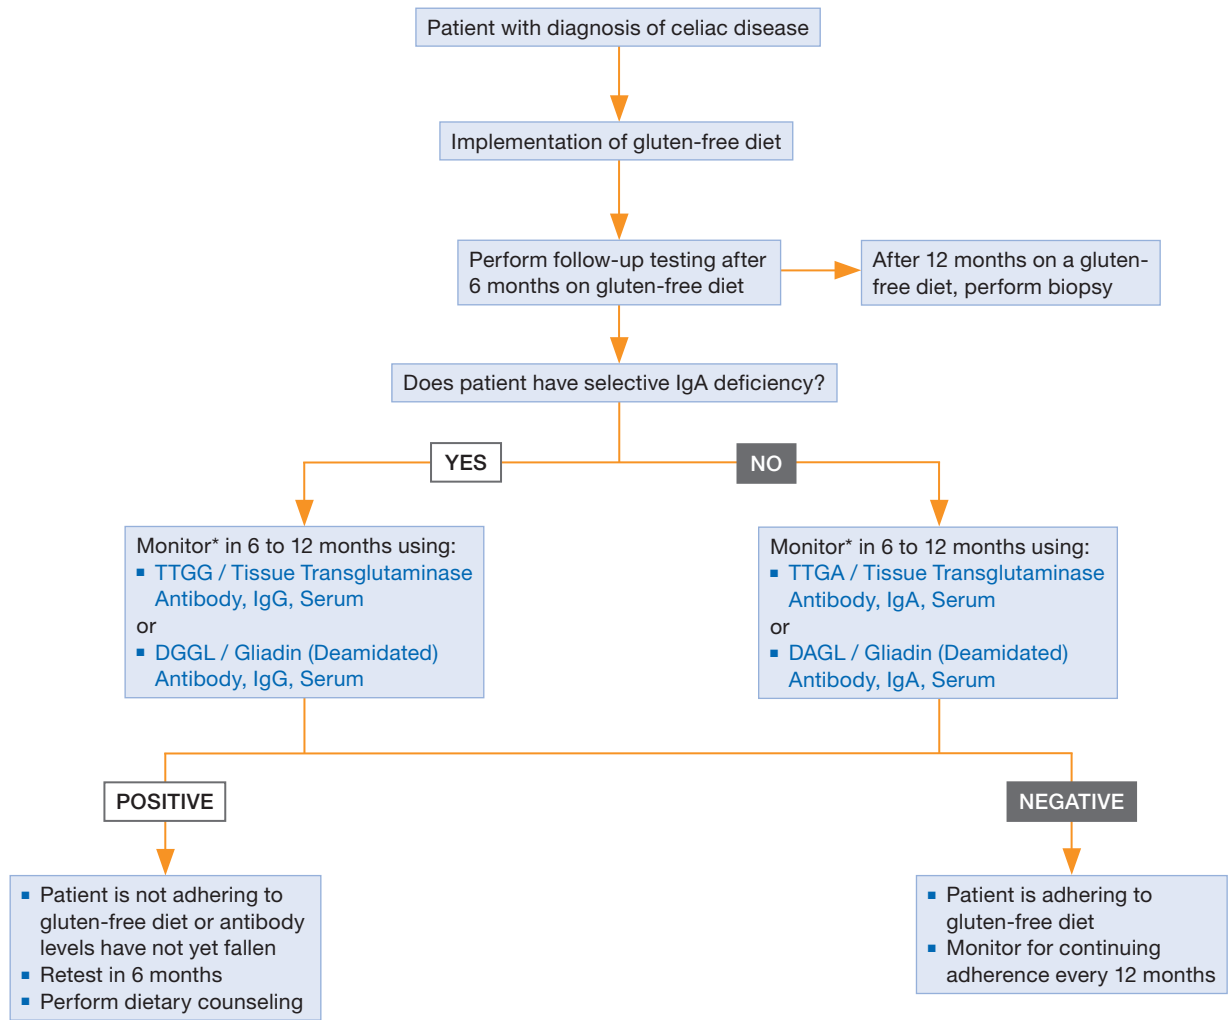 Patient with diagnosis of celiac disease
Implementation of gluten-free diet
Perform follow-up testing after
6 months on gluten-free diet
After 12 months on a gluten-
free diet, perform biopsy
Does patient have selective IgA deficiency?
YES
NO
Monitor* in 6 to 12 months using:
▪ TTGG / Tissue Transglutaminase
Antibody, IgG, Serum
or
▪ DGGL / Gliadin (Deamidated)
Antibody, IgG, Serum
Monitor* in 6 to 12 months using:
▪ TTGA / Tissue Transglutaminase
Antibody, IgA, Serum
or
▪ DAGL / Gliadin (Deamidated)
Antibody, IgA, Serum
POSITIVE
NEGATIVE
▪ Patient is not adhering to
gluten-free diet or antibody
levels have not yet fallen
▪ Retest in 6 months
▪ Perform dietary counseling
▪ Patient is adhering to
gluten-free diet
▪ Monitor for continuing
adherence every 12 months